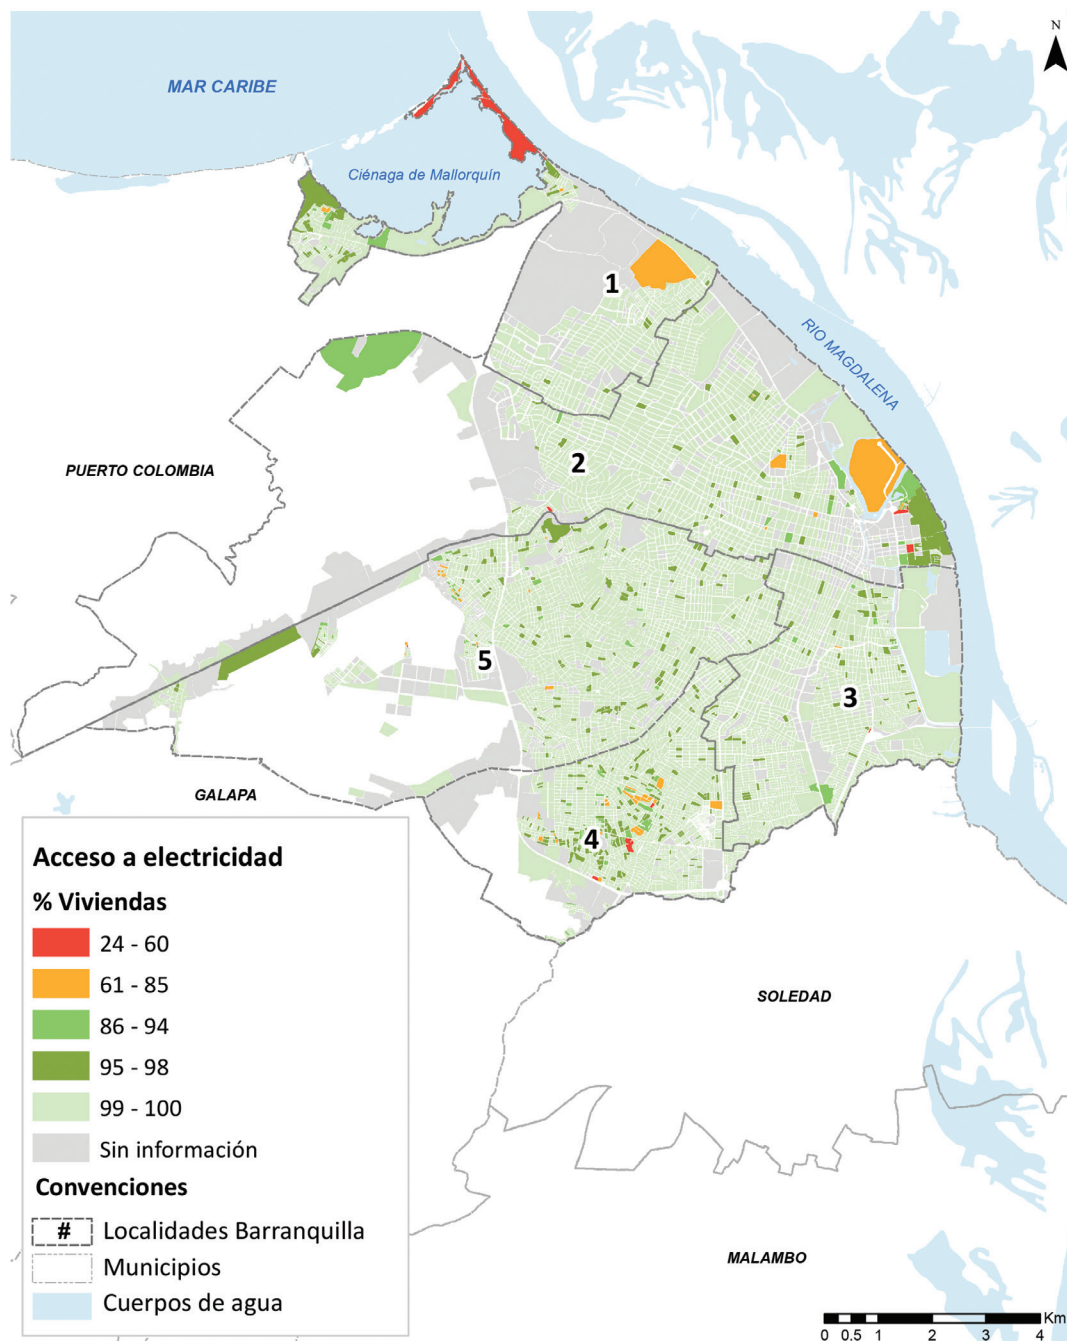 N
MAR CARIBE
Ciénaga de Mallorquín
1
RIO MAGDALENA
2
PUERTO COLOMBIA
5
3
GALAPA
4
Acceso a electricidad
% Viviendas
24 - 60
61 - 85
86 - 94
95 - 98
99 - 100
Sin información
Convenciones
# Localidades Barranquilla
Municipios
Cuerpos de agua
SOLEDAD
MALAMBO
Km
0 0.5 1 2 3 4